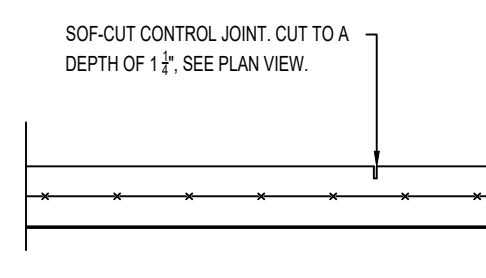 SOF-CUT CONTROL JOINT. CUT TO A
DEPTH OF 1 1/4", SEE PLAN VIEW.